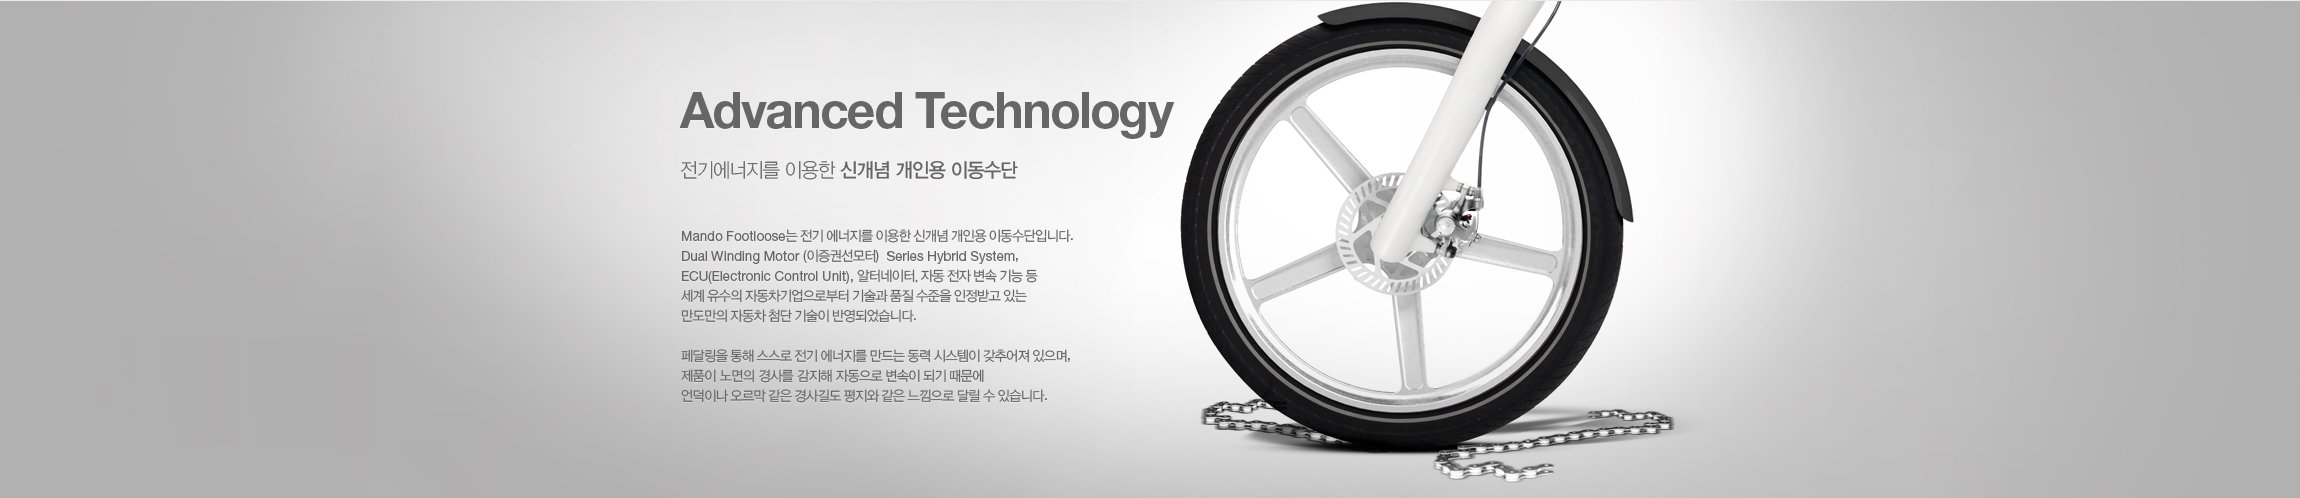 Advanced Technology
전기에너지를 이용한 신개념 개인용 이동수단
Mando Footloose는 전기 에너지를 이용한 신개념 개인용 이동수단입니다.
Dual Winding Motor (이중권선모터) Series Hybrid System,
ECU(Electronic Control Unit), 알터네이터, 자동 전자 변속 기능 등
세계 유수의 자동차기업으로부터 기술과 품질 수준을 인정받고 있는
만도만의 자동차 첨단 기술이 반영되었습니다.
페달링을 통해 스스로 전기 에너지를 만드는 동력 시스템이 갖추어져 있으며,
제품이 노면의 경사를 감지해 자동으로 변속이 되기 때문에
언덕이나 오르막 같은 경사길도 평지와 같은 느낌으로 달릴 수 있습니다.